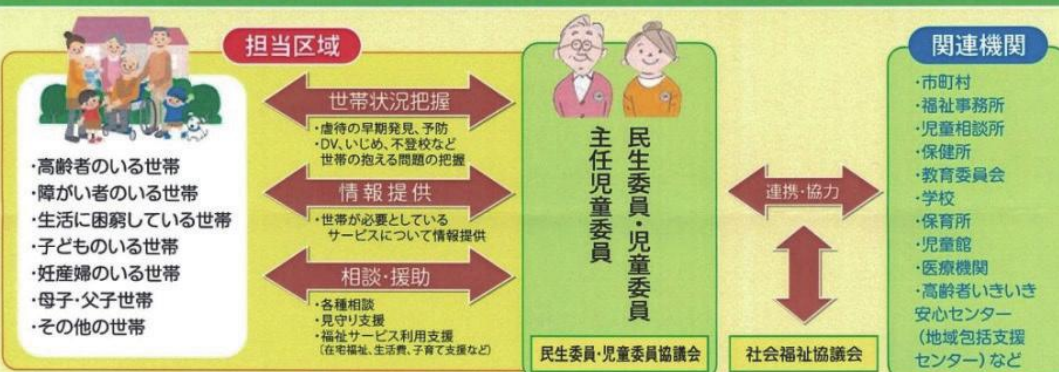 担当区域
・高齢者のいる世帯
・障がい者のいる世帯
・生活に困窮している世帯
・子どものいる世帯
・妊産婦のいる世帯
・母子・父子世帯
・その他の世帯
世帯状況把握
・虐待の早期発見、予防
・DV、いじめ、不登校など
世帯の抱える問題の把握
情報提供
・世帯が必要としている
サービスについて情報提供
相談・援助
・各種相談
・見守り支援
・福祉サービス利用支援
(在宅福祉、生活費、子育て支援など)
民生委員・児童委員
主任児童委員
民生委員・児童委員協議会
連携・協力
社会福祉協議会
関連機関
・市町村
・福祉事務所
・児童相談所
・保健所
・教育委員会
・学校
・保育所
・児童館
・医療機関
・高齢者いきいき
安心センター
(地域包括支援
センター)など